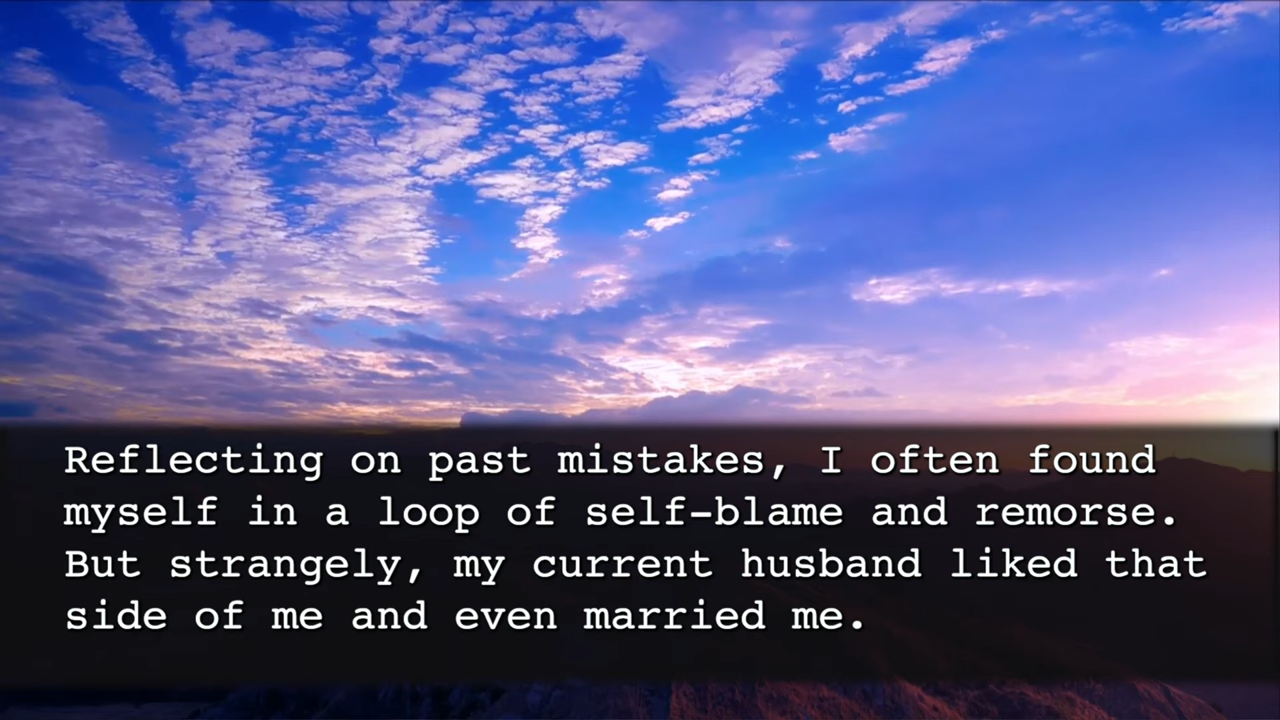 Reflecting on past mistakes, I often found
myself in a loop of self-blame and remorse.
But strangely, my current husband liked that
side of me and even married me.